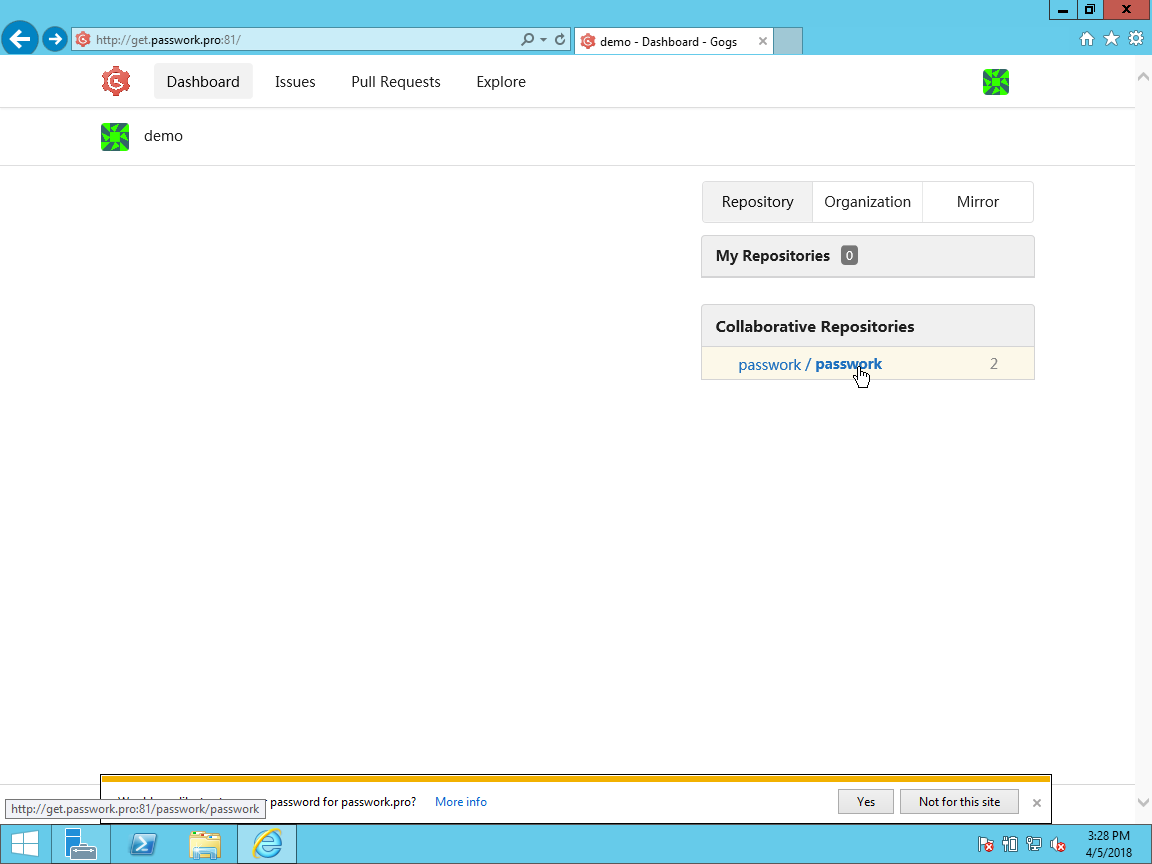 http://get.passwork.pro:81/
demo - Dashboard - Gogs
Dashboard Issues Pull Requests Explore
demo
Repository Organization Mirror
My Repositories 0
Collaborative Repositories
passwork / passwork 2
password for passwork.pro? More info Yes Not for this site
http://get.passwork.pro:81/passwork/passwork
3:28 PM
4/5/2018